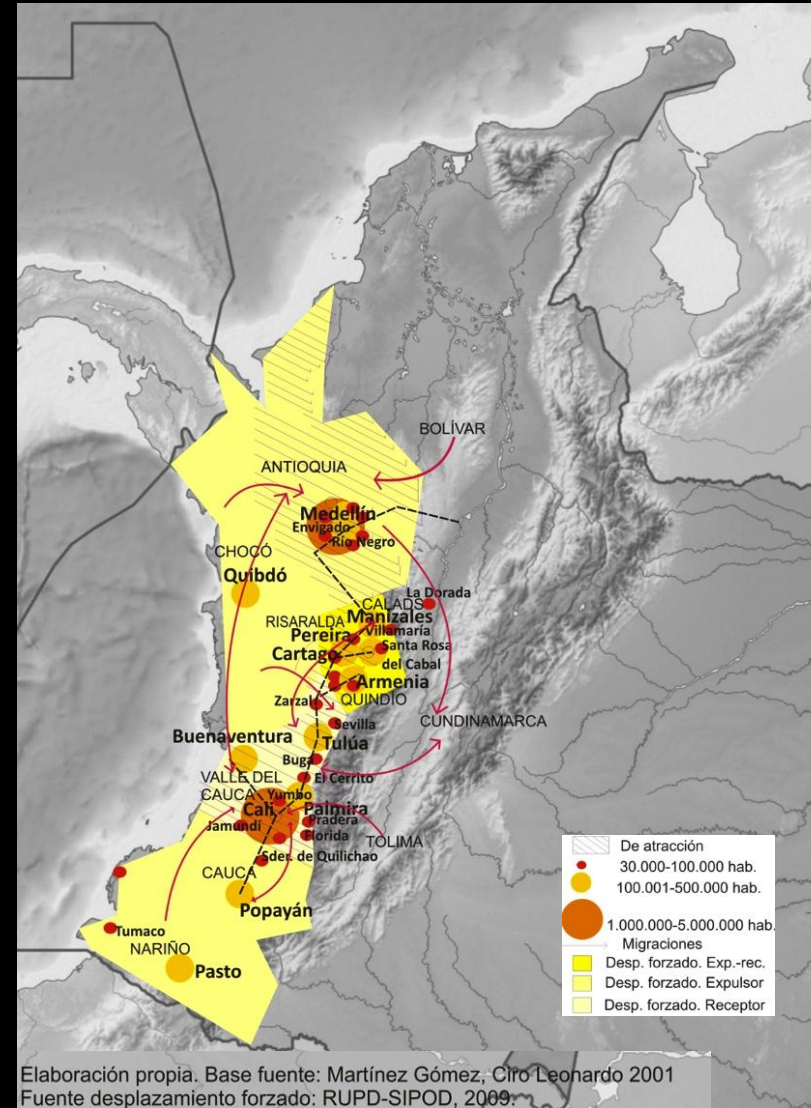 BOLÍVAR
ANTIOQUIA
Medellín
Envigado
Río Negro
CHOCÓ
Quibdó
La Dorada
CALADS
Manizales
RISARALDA
Villamaría
Pereira
Santa Rosa
del Cabal
Cartago
Armenia
QUINDÍO
Zarzal
CUNDINAMARCA
Sevilla
Buenaventura
Tulúa
Buga
El Cerrito
VALLE DEL
CAUCA
Yumbo
Cali
Palmira
Pradera
Jamundí
Florida
TOLIMA
Sder. de Quilichao
CAUCA
Popayán
Tumaco
NARIÑO
Pasto
De atracción
30.000-100.000 hab.
100.001-500.000 hab.
1.000.000-5.000.000 hab.
Migraciones
Desp. forzado. Exp.-rec.
Desp. forzado. Expulsor
Desp. forzado. Receptor
Elaboración propia. Base fuente: Martínez Gómez, Ciro Leonardo 2001
Fuente desplazamiento forzado: RUPD-SIPOD, 2009.